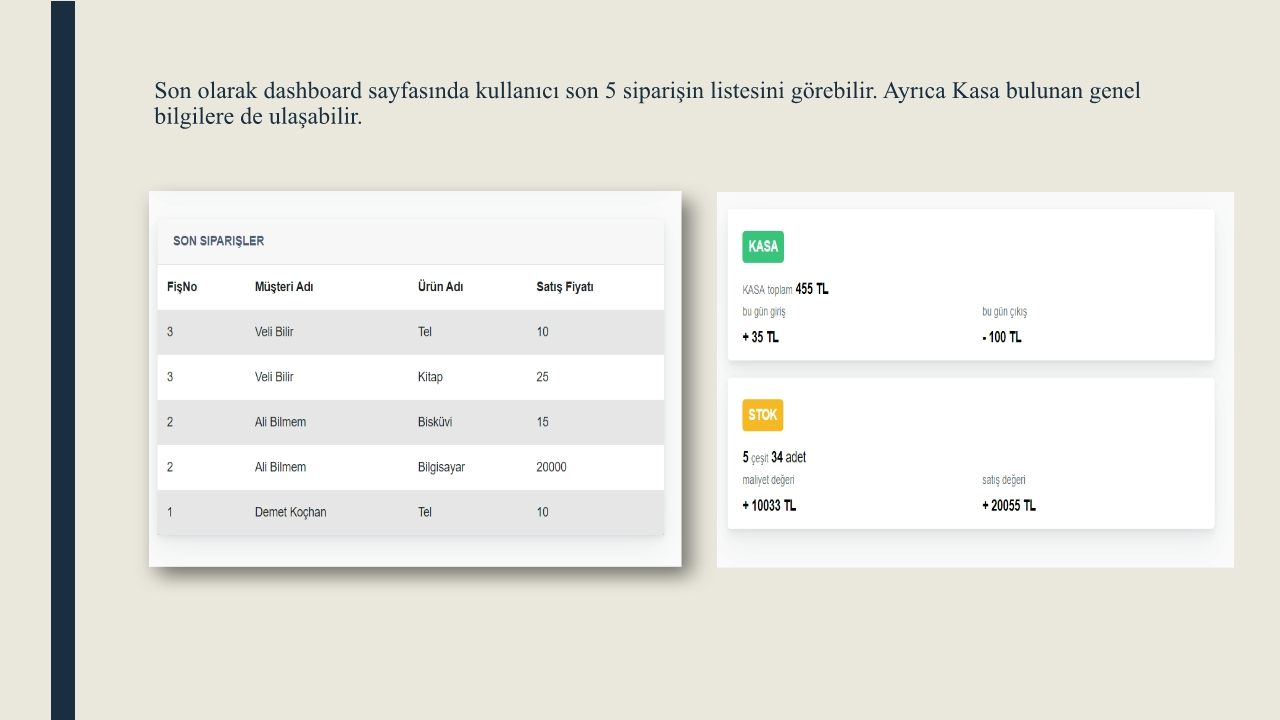 Son olarak dashboard sayfasında kullanıcı son 5 siparişin listesini görebilir. Ayrıca Kasa bulunan genel
bilgilere de ulaşabilir.
SON SIPARIŞLER
FişNo Müşteri Adı Ürün Adı Satış Fiyatı
3 Veli Bilir Tel 10
3 Veli Bilir Kitap 25
2 Ali Bilmem Bisküvi 15
2 Ali Bilmem Bilgisayar 20000
1 Demet Koçhan Tel 10
KASA
KASA toplam 455 TL
bu gün giriş bu gün çıkış
+ 35 TL - 100 TL
STOK
5 çeşit 34 adet
maliyet değeri satış değeri
+ 10033 TL + 20055 TL